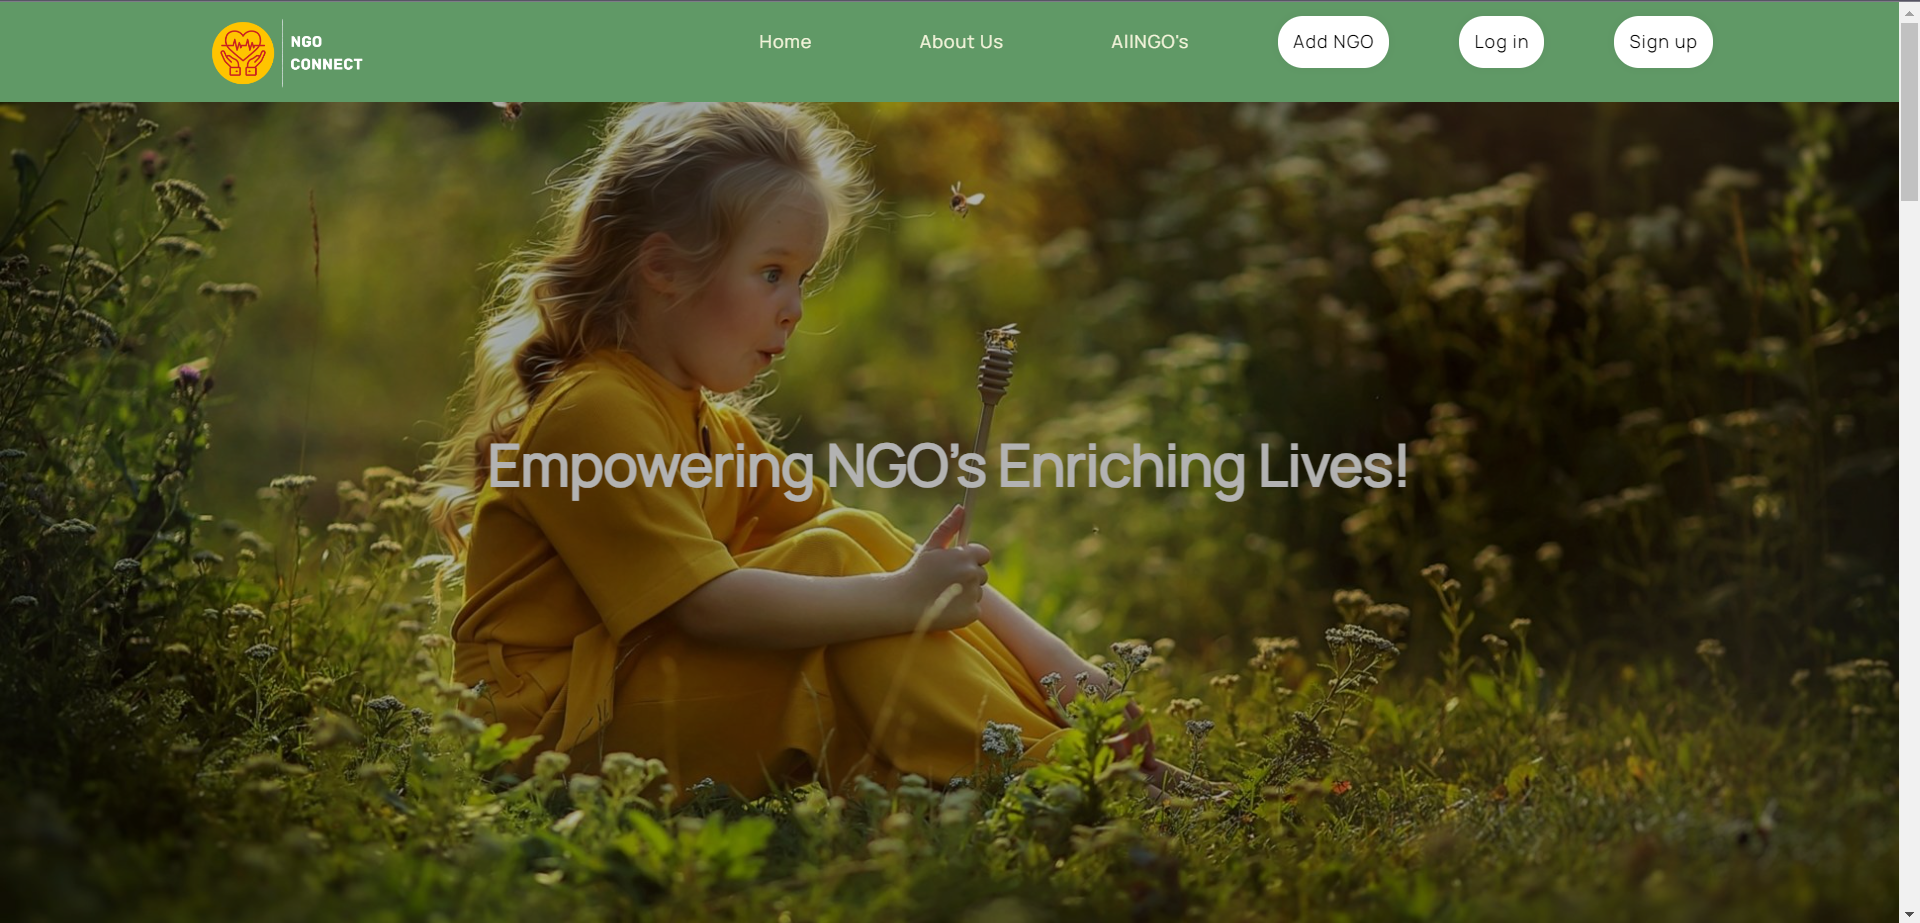 NGO
CONNECT
Home
About Us
AllNGO's
Add NGO
Log in
Sign up
Empowering NGO's Enriching Lives!